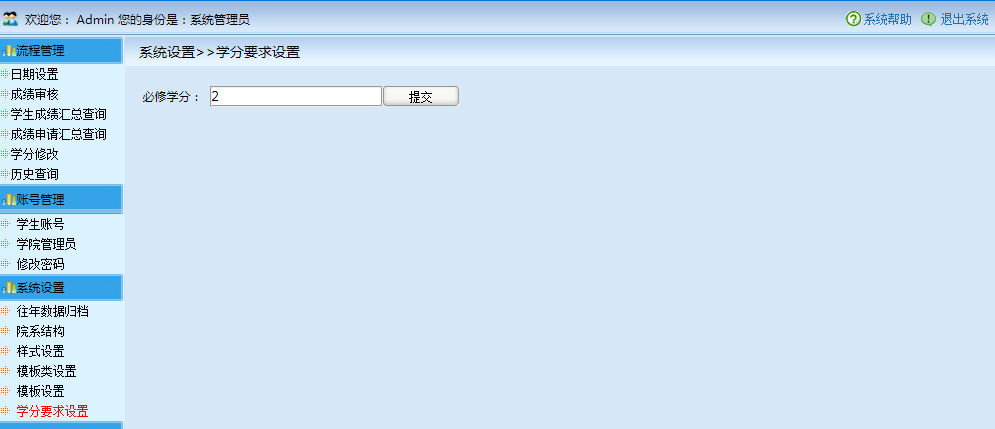 欢迎您： Admin 您的身份是：系统管理员
系统帮助 退出系统
流程管理
日期设置
成绩审核
学生成绩汇总查询
成绩申请汇总查询
学分修改
历史查询
账号管理
学生账号
学院管理员
修改密码
系统设置
往年数据归档
院系结构
样式设置
模板类设置
模板设置
学分要求设置
系统设置>>学分要求设置
必修学分： 2 提交